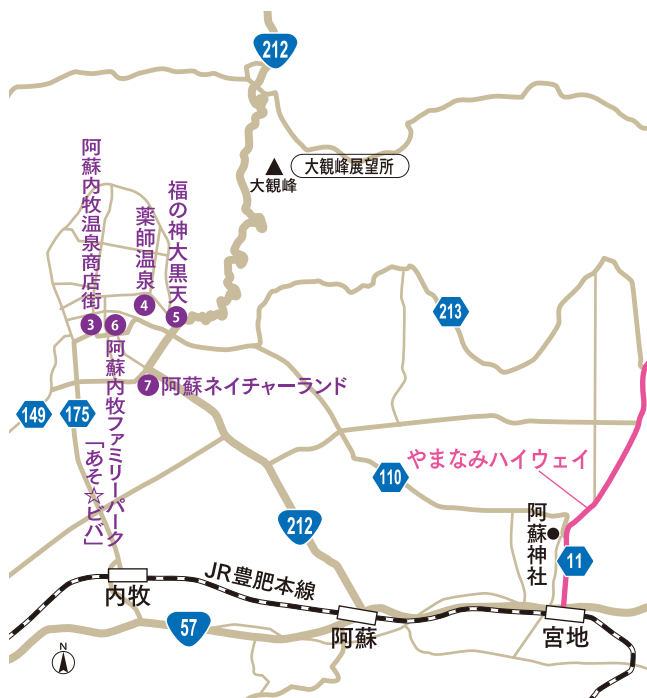 212
大観峰展望所
大観峰
阿蘇内牧温泉商店街
薬師温泉
福の神大黒天
4
5
3
6
213
7
阿蘇ネイチャーランド
阿蘇内牧ファミリーパーク
「あそ☆ビバ」
149
175
やまなみハイウェイ
110
212
阿蘇神社
11
JR豊肥本線
内牧
阿蘇
宮地
57
N